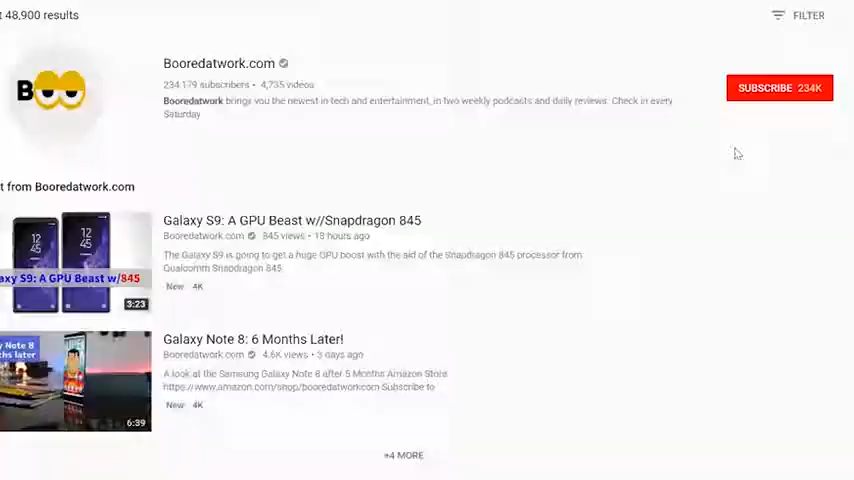 t 48,900 results
FILTER
BOO
Booredatwork.com
234,179 subscribers • 4,735 videos
SUBSCRIBE 234K
Booredatwork brings you the newest in tech and entertainment, in two weekly podcasts and daily reviews. Check in every
Saturday
t from Booredatwork.com
Galaxy S9: A GPU Beast w//Snapdragon 845
Booredatwork.com 845 views • 18 hours ago
The Galaxy S9 is going to get a huge GPU boost with the aid of the Snapdragon 845 processor from
Qualcomm Snapdragon 845
New 4K
12
45
12
45
axy S9: A GPU Beast w/845
3:23
Galaxy Note 8: 6 Months Later!
Booredatwork.com 4.6K views • 3 days ago
A look at the Samsung Galaxy Note 8 after 5 Months Amazon Store
https://www.amazon.com/shop/booredatworkcom Subscribe to
New 4K
y Note 8
ths later
6:39
+4 MORE